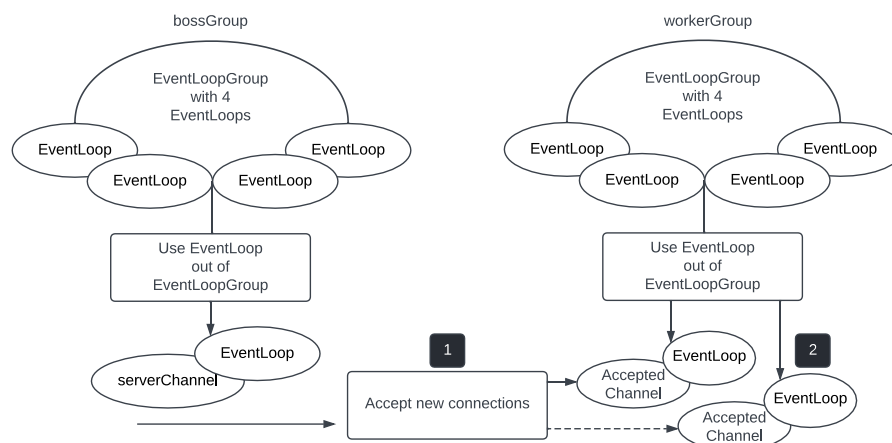 bossGroup
EventLoopGroup
with 4
EventLoops
EventLoop
EventLoop
EventLoop
EventLoop
Use EventLoop
out of
EventLoopGroup
EventLoop
serverChannel
workerGroup
EventLoopGroup
with 4
EventLoops
EventLoop
EventLoop
EventLoop
EventLoop
Use EventLoop
out of
EventLoopGroup
1
Accept new connections
EventLoop
Accepted
Channel
2
EventLoop
Accepted
Channel